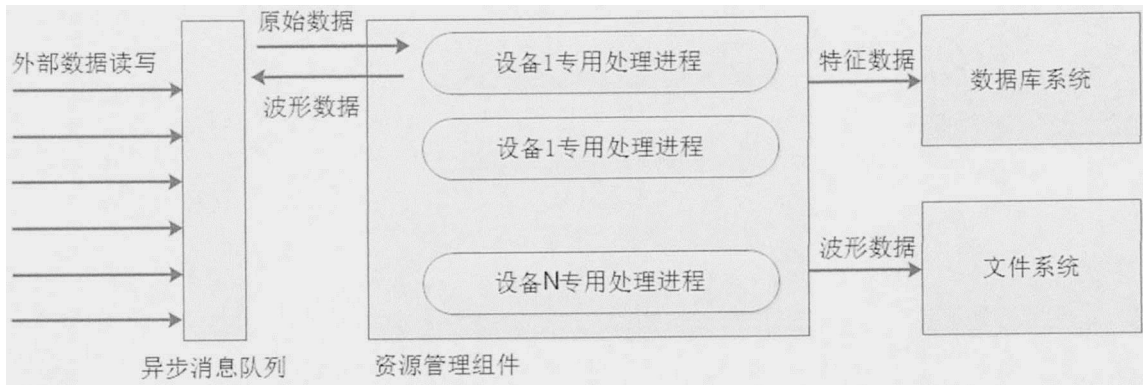 原始数据
外部数据读写
设备1专用处理进程
特征数据
数据库系统
波形数据
设备1专用处理进程
波形数据
文件系统
设备N专用处理进程
异步消息队列
资源管理组件